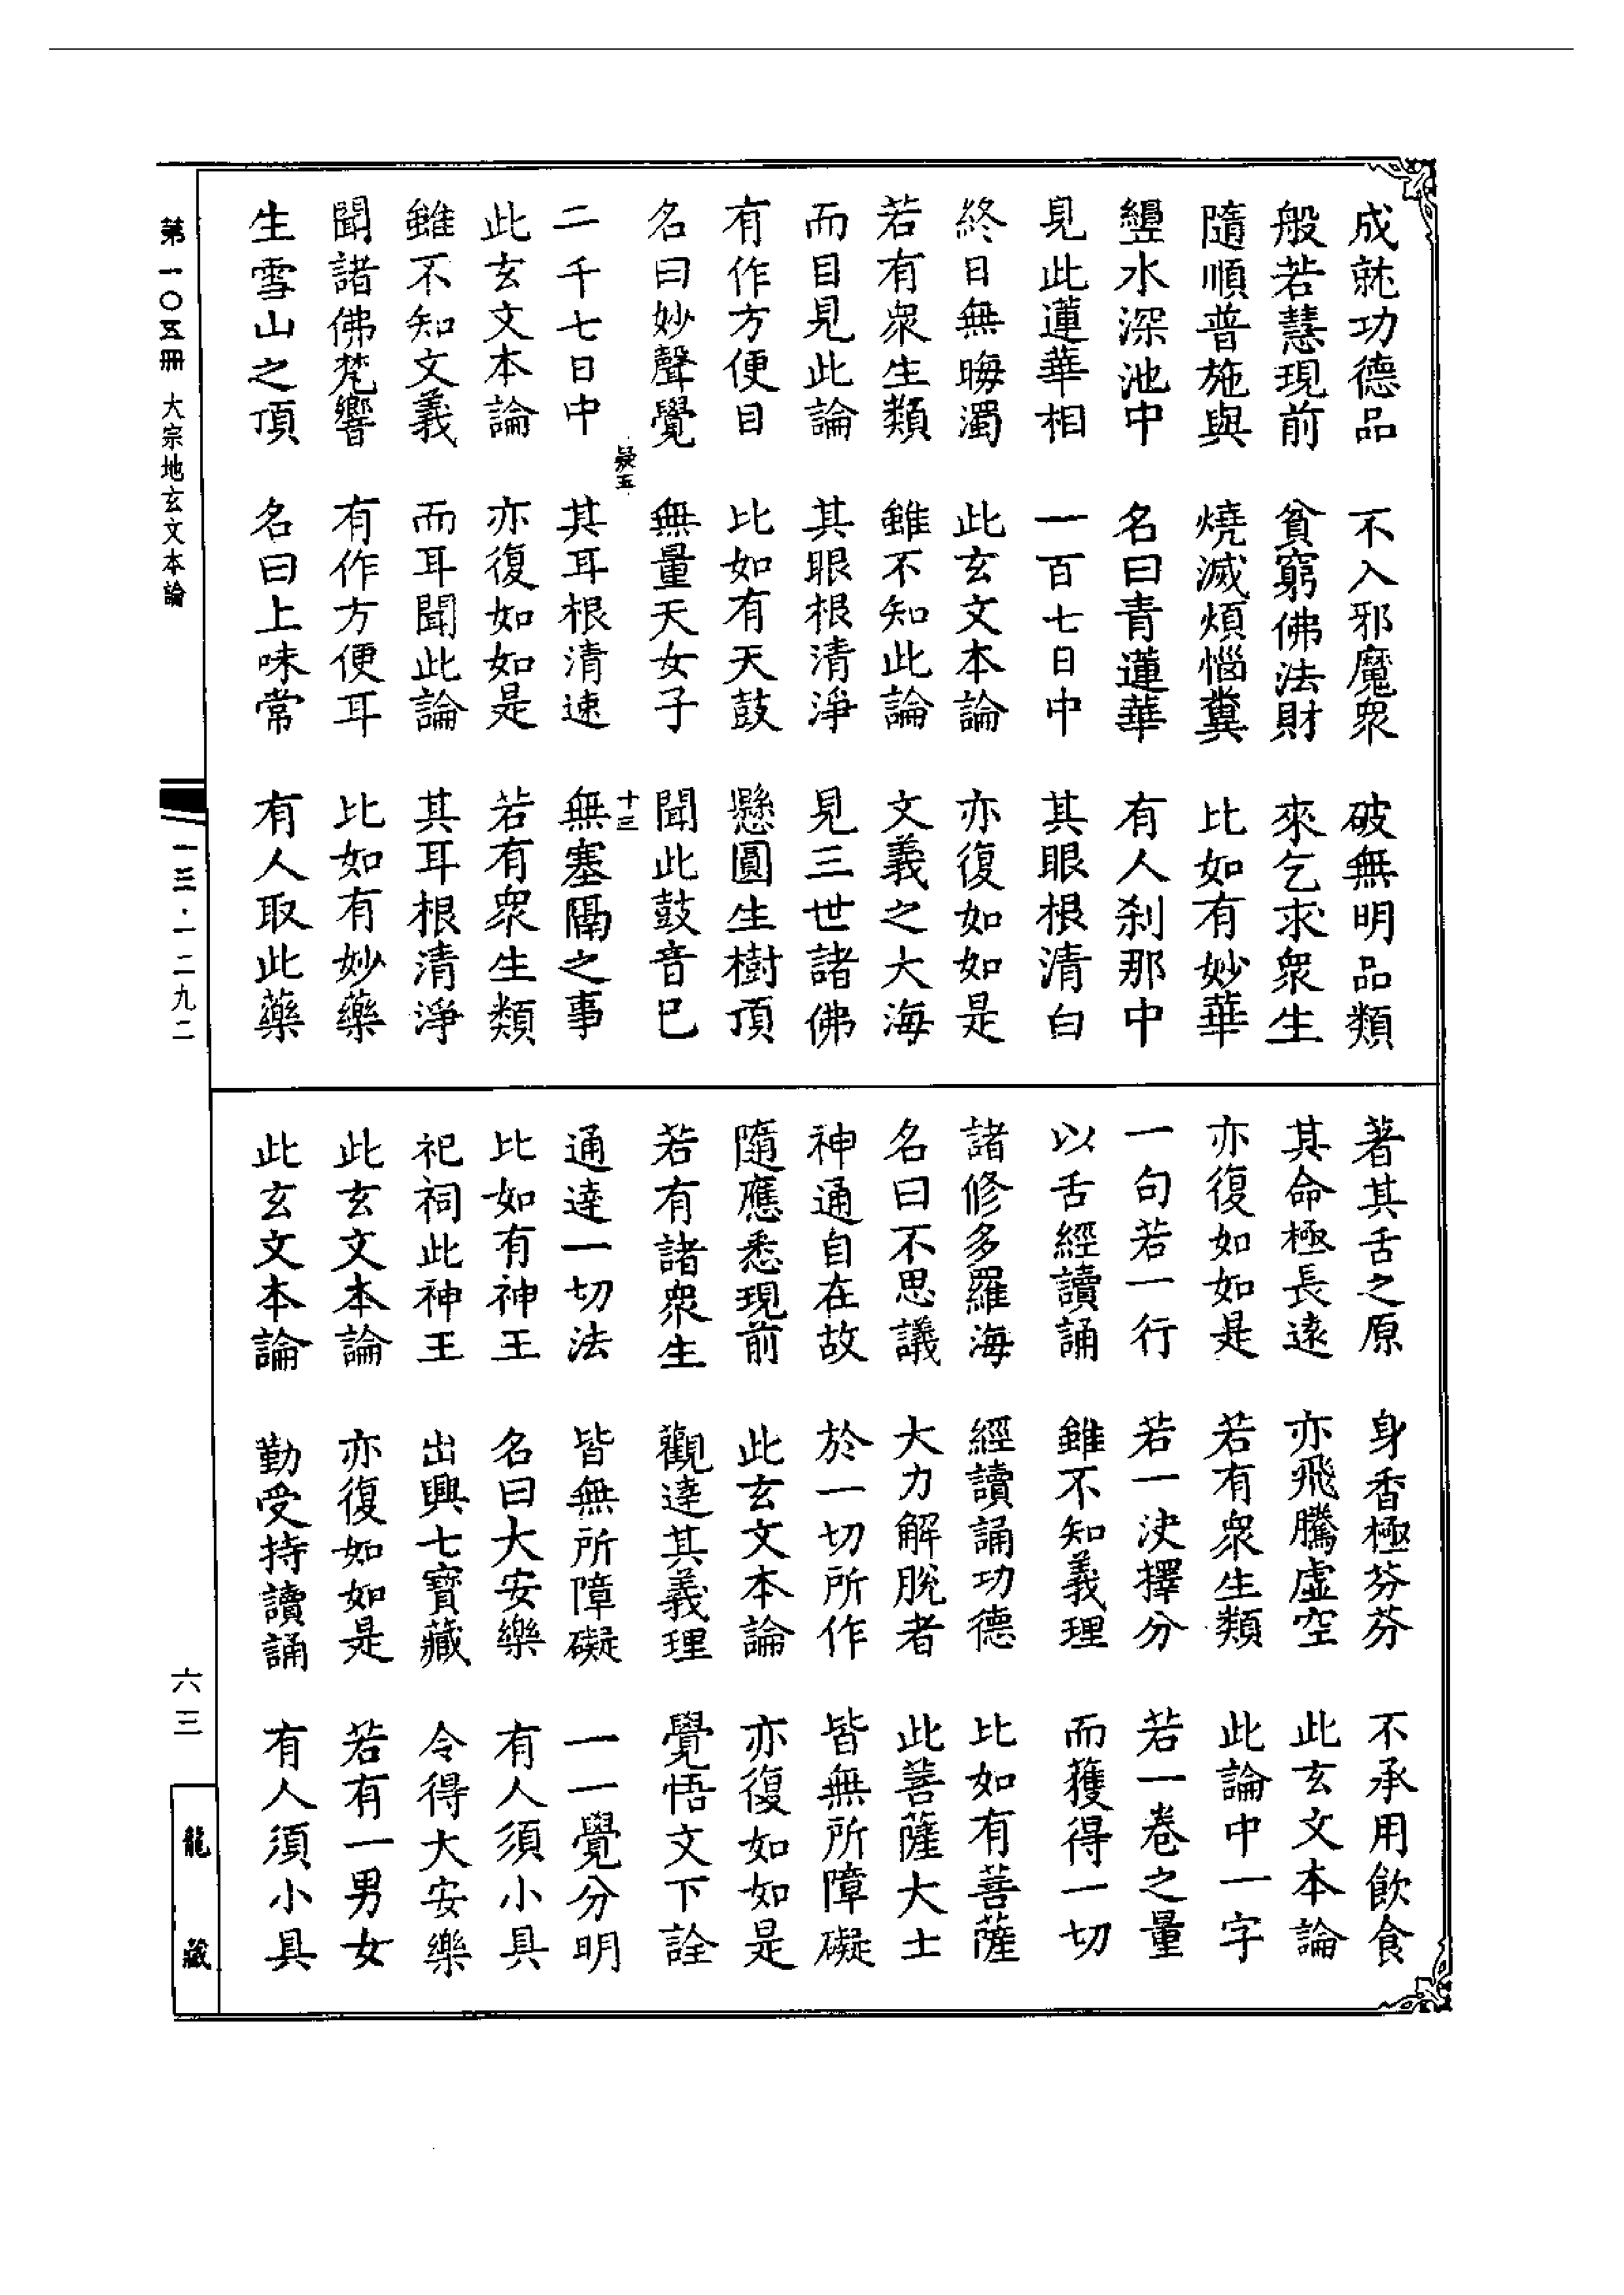 成就功德品　不入邪魔衆　破無明品類
般若慧現前　貧窮佛法財　來乞求衆生
隨順普施與　燒滅煩惱糞　比如有妙華
壃水深池中　名曰青蓮華　有人刹那中
見此蓮華相　一百七日中　其眼根清白
終日無晦濁　此玄文本論　亦復如如是
若有衆生類　雖不知此論　文義之大海
而目見此論　其眼根清淨　見三世諸佛
有作方便目　比如有天鼓　懸圓生樹頂
名曰妙聲覺　無量天女子　聞此鼓音已
疑五　十三
二千七日中　其耳根清速　無塞隔之事
此玄文本論　亦復如如是　若有衆生類
雖不知文義　而耳聞此論　其耳根清淨
聞諸佛梵響　有作方便耳　比如有妙藥
生雪山之頂　名曰上味常　有人取此藥
著其舌之原　身香極芬芬　不承用飲食
其命極長遠　亦飛騰虛空　此玄文本論
亦復如如是　若有衆生類　此論中一字
一句若一行　若一決擇分　若一卷之量
以舌經讀誦　雖不知義理　而獲得一切
諸修多羅海　經讀誦功德　比如有菩薩
名曰不思議　大力解脫者　此菩薩大士
神通自在故　於一切所作　皆無所障礙
隨應悉現前　此玄文本論　亦復如如是
若有諸衆生　觀達其義理　覺悟文下詮
通達一切法　皆無所障礙　一一覺分明
比如有神王　名曰大安樂　有人須小具
祀祠此神王　出興七寶藏　令得大安樂
此玄文本論　亦復如如是　若有一男女
此玄文本論　勤受持讀誦　有人須小具
第一〇五冊　大宗地玄文本論
一三·一二九二
六三
龍藏